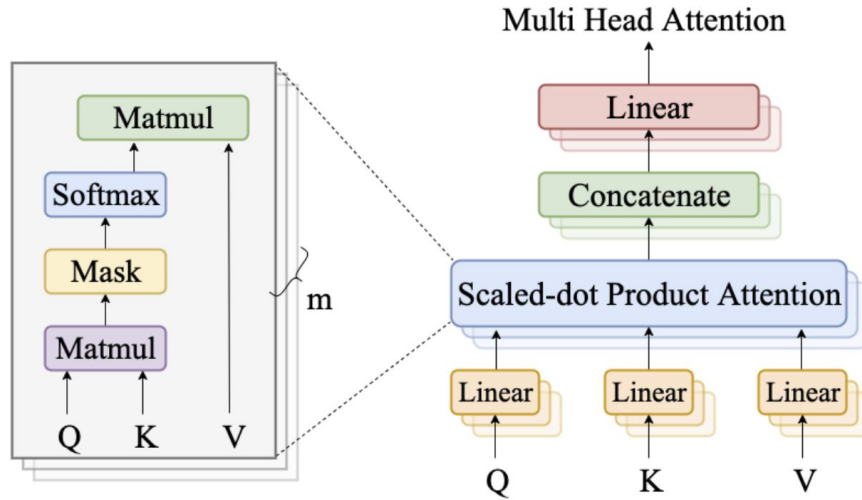 Matmul
Softmax
Mask
Matmul
Q K V
m
Multi Head Attention
Linear
Concatenate
Scaled-dot Product Attention
Linear Linear Linear
Q K V